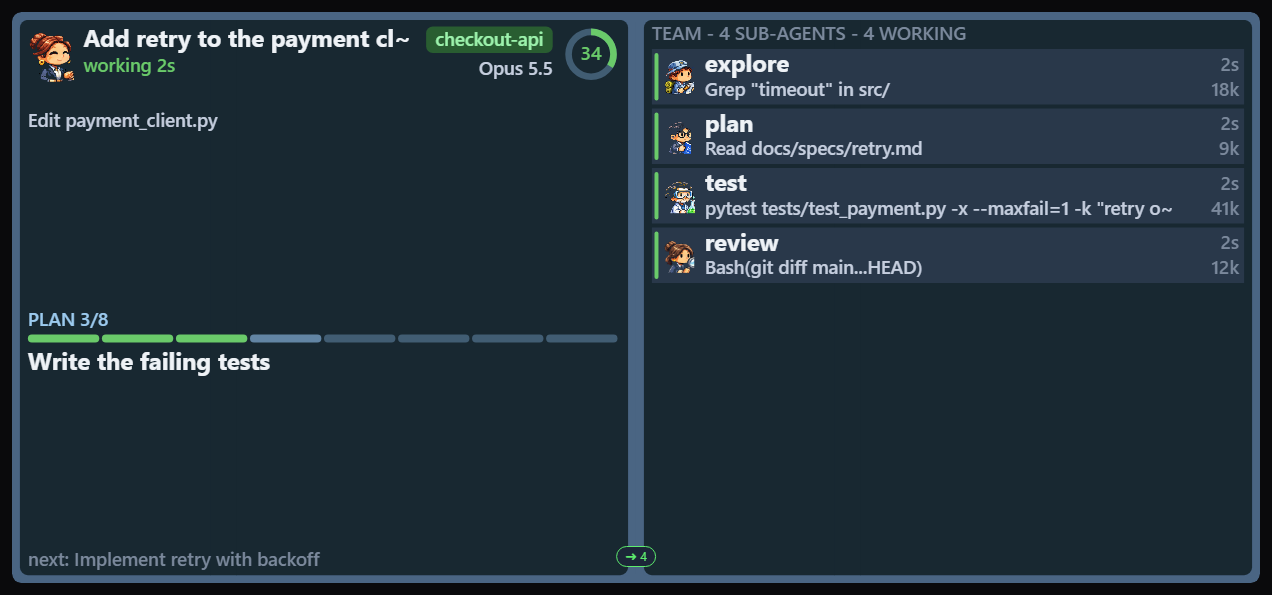 Add retry to the payment cl~
checkout-api
34
working 2s
Opus 5.5
Edit payment_client.py
PLAN 3/8
Write the failing tests
next: Implement retry with backoff
→ 4
TEAM - 4 SUB-AGENTS - 4 WORKING
explore
2s
Grep "timeout" in src/
18k
plan
2s
Read docs/specs/retry.md
9k
test
2s
pytest tests/test_payment.py -x --maxfail=1 -k "retry o~
41k
review
2s
Bash(git diff main...HEAD)
12k